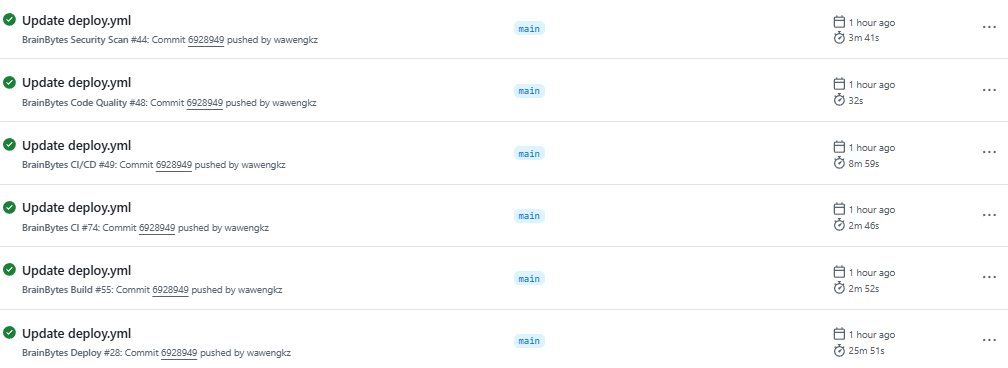 Update deploy.yml
BrainBytes Security Scan #44: Commit 6928949 pushed by wawengkz
main
1 hour ago
3m 41s
Update deploy.yml
BrainBytes Code Quality #48: Commit 6928949 pushed by wawengkz
main
1 hour ago
32s
Update deploy.yml
BrainBytes CI/CD #49: Commit 6928949 pushed by wawengkz
main
1 hour ago
8m 59s
Update deploy.yml
BrainBytes CI #74: Commit 6928949 pushed by wawengkz
main
1 hour ago
2m 46s
Update deploy.yml
BrainBytes Build #55: Commit 6928949 pushed by wawengkz
main
1 hour ago
2m 52s
Update deploy.yml
BrainBytes Deploy #28: Commit 6928949 pushed by wawengkz
main
1 hour ago
25m 51s